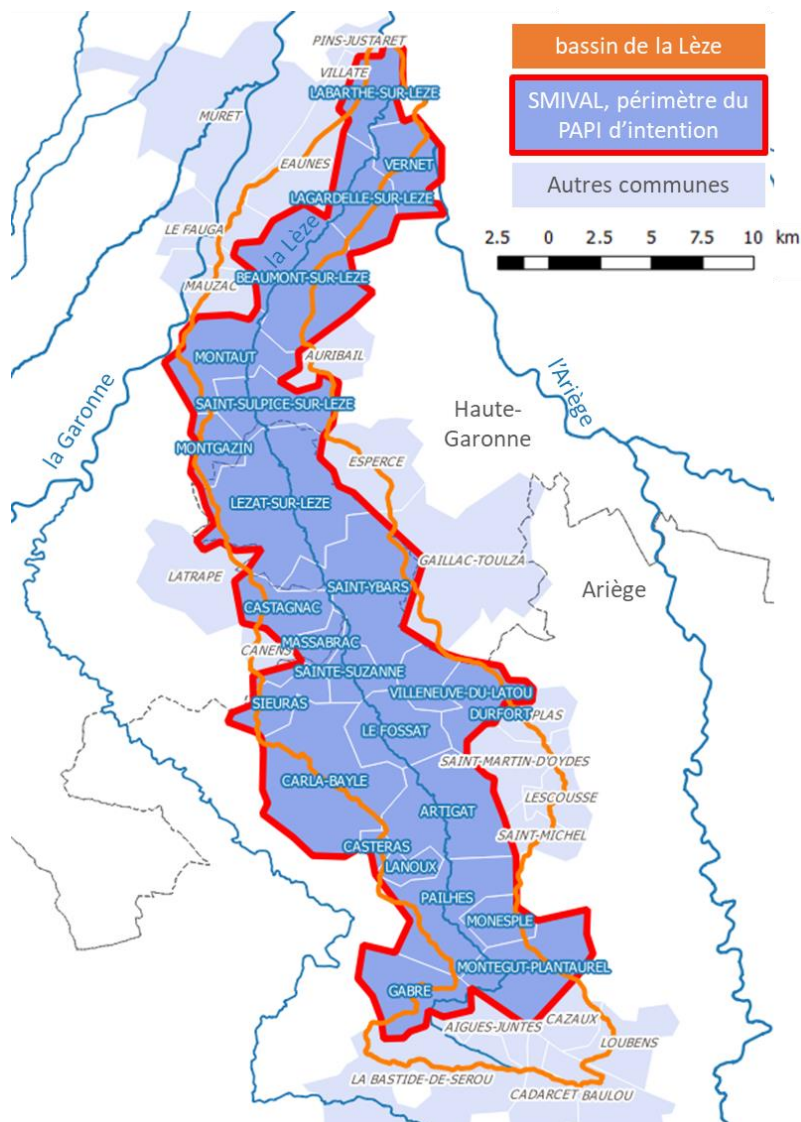 PINS-JUSTARET
VILLATE
LABARTHE-SUR-LEZE
MURET
EAUNES
VERNET
LAGARDELLE-SUR-LEZE
LE FAUGA
la Lèze
BEAUMONT-SUR-LEZE
MAUZAC
AURIBAIL
MONTAUT
SAINT-SULPICE-SUR-LEZE
la Garonne
MONTGAZIN
ESPERCE
LEZAT-SUR-LEZE
LATRAPE
GAILLAC-TOULZA
SAINT-YBARS
CASTAGNAC
MASSABRAC
CANENS
SAINTE-SUZANNE
VILLENEUVE-DU-LATOU
SIEURAS
DURFORT
PLAS
LE FOSSAT
SAINT-MARTIN-D'OYDES
CARLA-BAYLE
LESCOUSSE
ARTIGAT
SAINT-MICHEL
CASTERAS
LANOUX
PAILHES
MONESPLE
MONTEGUT-PLANTAUREL
GABRE
CAZAUX
AIGUES-JUNTES
LOUBENS
LA BASTIDE-DE-SEROU
CADARCET
BAULOU
bassin de la Lèze
SMIVAL, périmètre du
PAPI d'intention
Autres communes
2.5 0 2.5 5 7.5 10 km
l'Ariège
Haute-
Garonne
Ariège